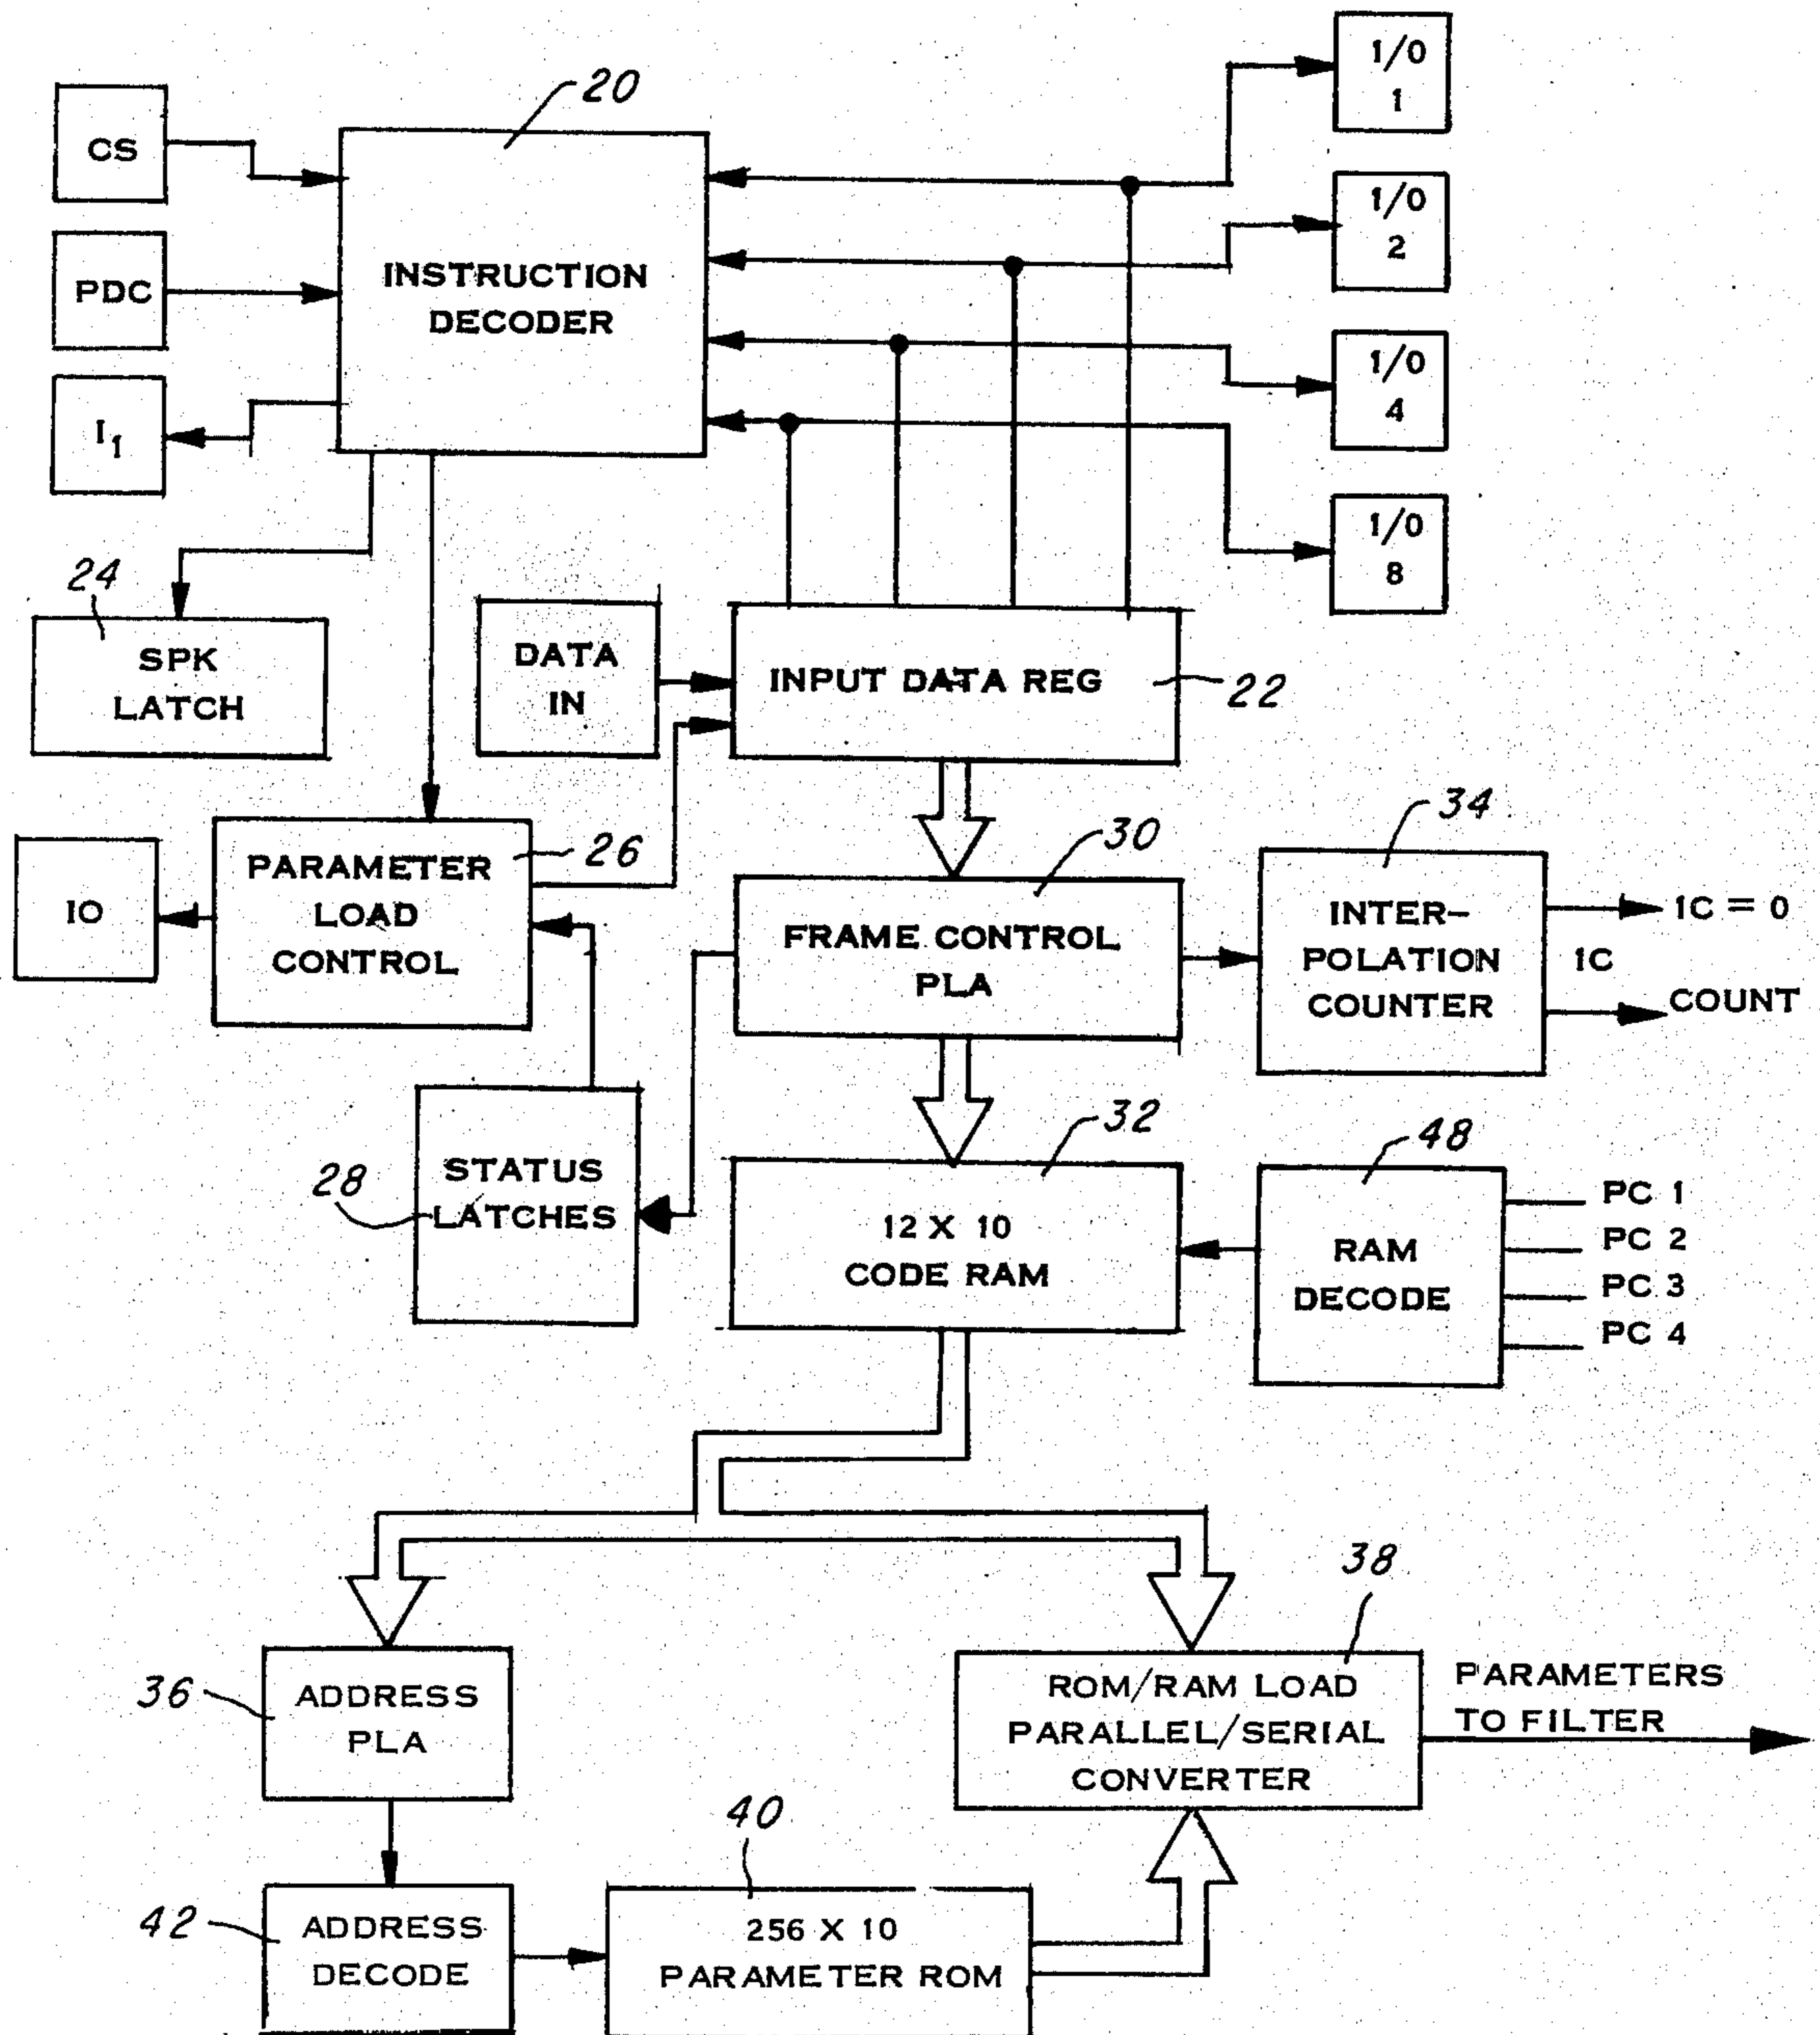 1/0
1
20
CS
1/0
2
INSTRUCTION
DECODER
PDC
1/0
4
I1
1/0
8
24
SPK
LATCH
DATA
IN
INPUT DATA REG
22
34
30
26
PARAMETER
LOAD
CONTROL
IO
FRAME CONTROL
PLA
INTER-
POLATION
COUNTER
1C = 0
1C
COUNT
32
48
28
STATUS
LATCHES
12 X 10
CODE RAM
RAM
DECODE
PC 1
PC 2
PC 3
PC 4
38
36
ADDRESS
PLA
ROM/RAM LOAD
PARALLEL/SERIAL
CONVERTER
PARAMETERS
TO FILTER
40
42
ADDRESS
DECODE
256 X 10
PARAMETER ROM